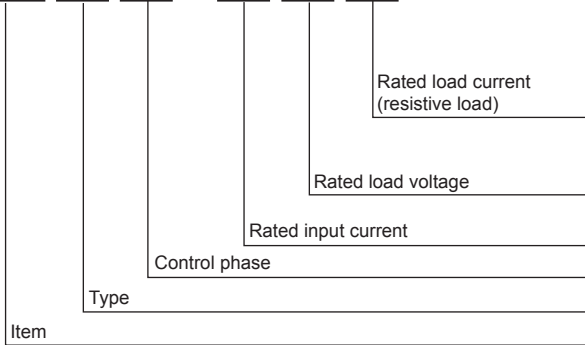 Rated load current
(resistive load)
Rated load voltage
Rated input current
Control phase
Type
Item